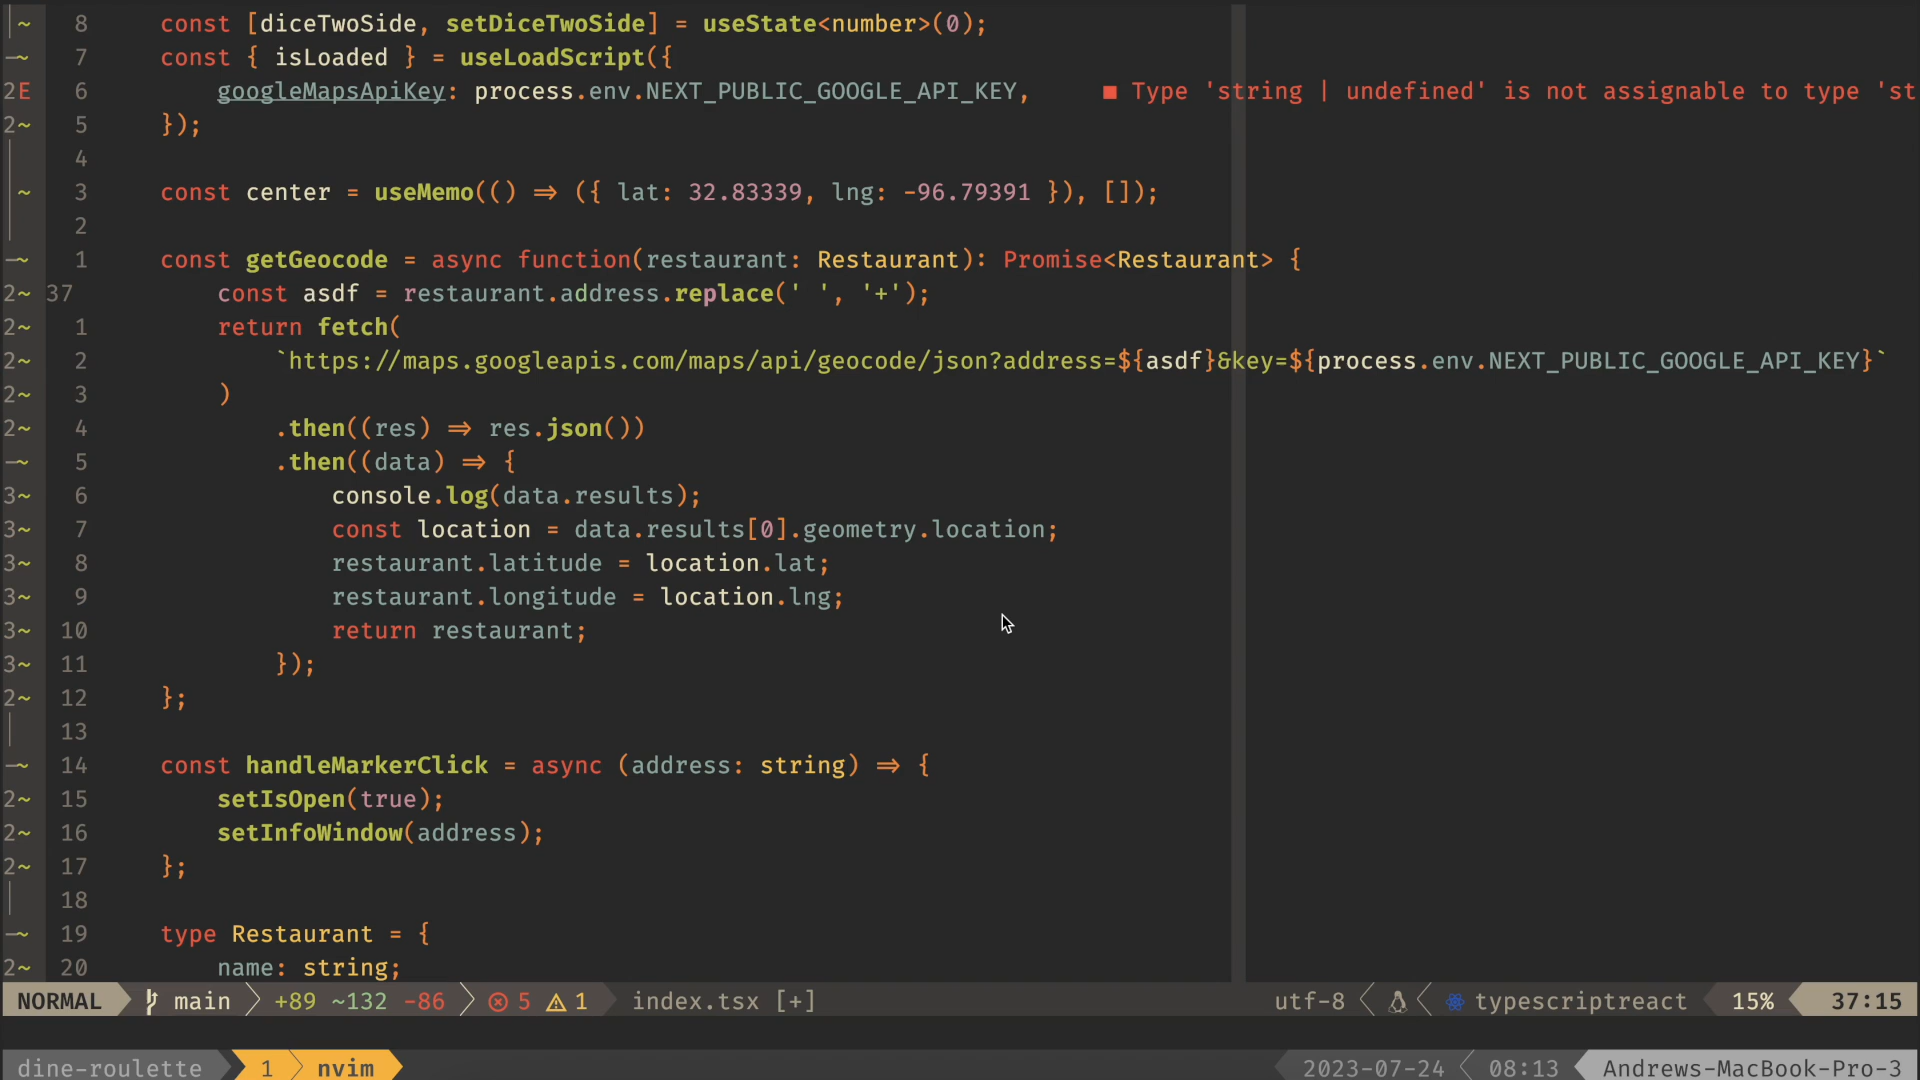 ~ 8 const [diceTwoSide, setDiceTwoSide] = useState<number>(0);
~ 7 const { isLoaded } = useLoadScript({
2E 6 googleMapsApiKey: process.env.NEXT_PUBLIC_GOOGLE_API_KEY, ■ Type 'string | undefined' is not assignable to type 'st
2~ 5 });
4
~ 3 const center = useMemo(() => ({ lat: 32.83339, lng: -96.79391 }), []);
2
~ 1 const getGeocode = async function(restaurant: Restaurant): Promise<Restaurant> {
2~ 37 const asdf = restaurant.address.replace(' ', '+');
2~ 1 return fetch(
2~ 2 `https://maps.googleapis.com/maps/api/geocode/json?address=${asdf}&key=${process.env.NEXT_PUBLIC_GOOGLE_API_KEY}`
2~ 3 )
2~ 4 .then((res) => res.json())
~ 5 .then((data) => {
3~ 6 console.log(data.results);
3~ 7 const location = data.results[0].geometry.location;
3~ 8 restaurant.latitude = location.lat;
3~ 9 restaurant.longitude = location.lng;
3~ 10 return restaurant;
3~ 11 });
2~ 12 };
13
~ 14 const handleMarkerClick = async (address: string) => {
2~ 15 setIsOpen(true);
2~ 16 setInfoWindow(address);
2~ 17 };
18
~ 19 type Restaurant = {
2~ 20 name: string;
NORMAL main +89 ~132 -86 5 1 index.tsx [+] utf-8 typescriptreact 15% 37:15
dine-roulette 1 nvim 2023-07-24 08:13 Andrews-MacBook-Pro-3